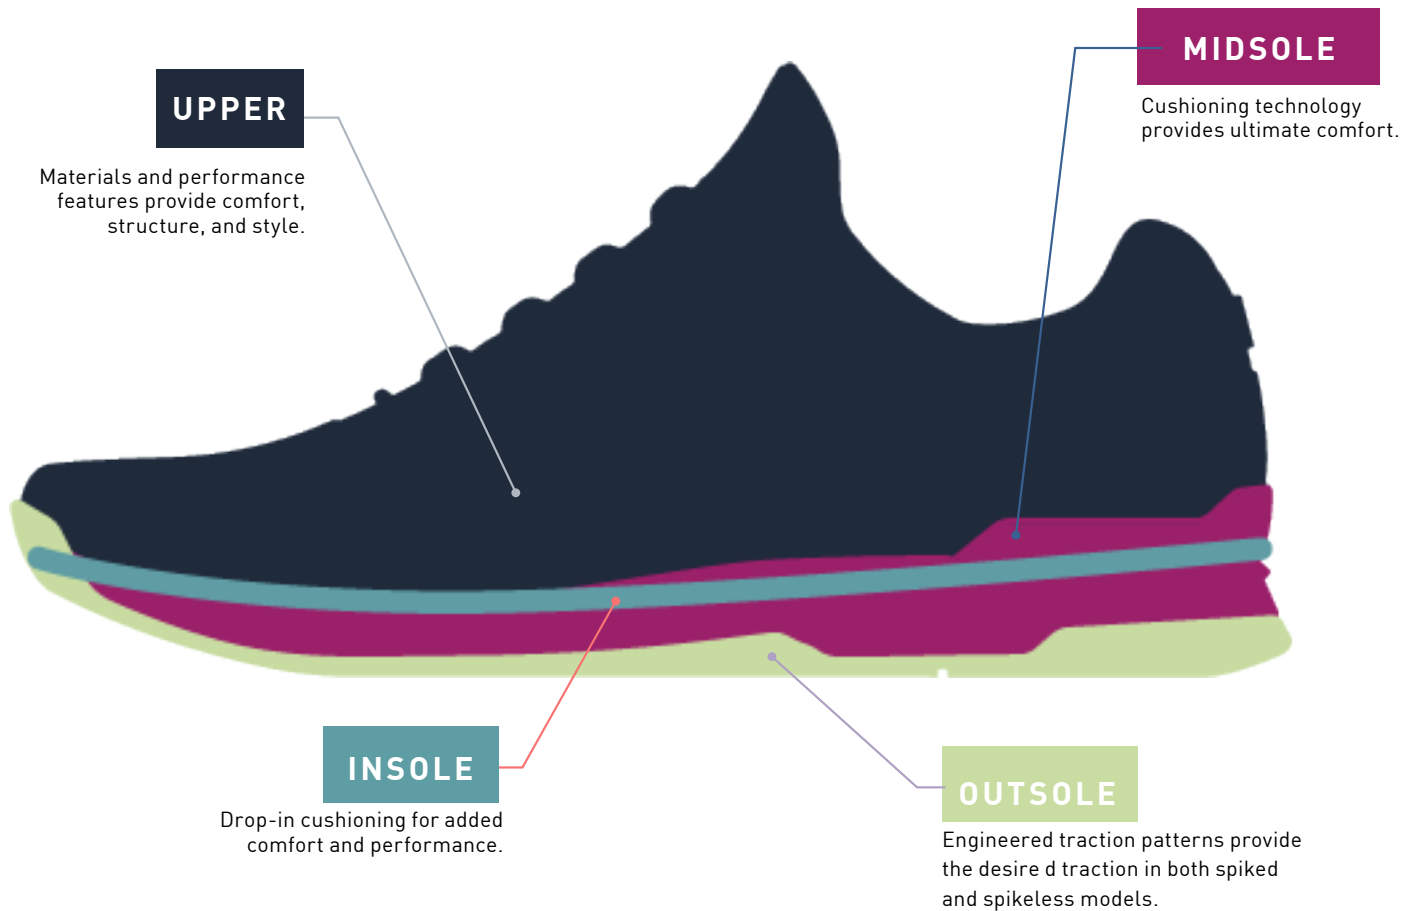 UPPER
Materials and performance
features provide comfort,
structure, and style.
MIDSOLE
Cushioning technology
provides ultimate comfort.
INSOLE
Drop-in cushioning for added
comfort and performance.
OUTSOLE
Engineered traction patterns provide
the desire d traction in both spiked
and spikeless models.